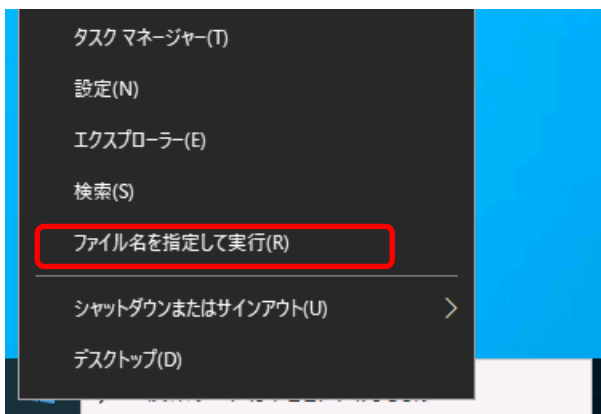 タスク マネージャー(T)
設定(N)
エクスプローラー(E)
検索(S)
ファイル名を指定して実行(R)
シャットダウンまたはサインアウト(U)
デスクトップ(D)